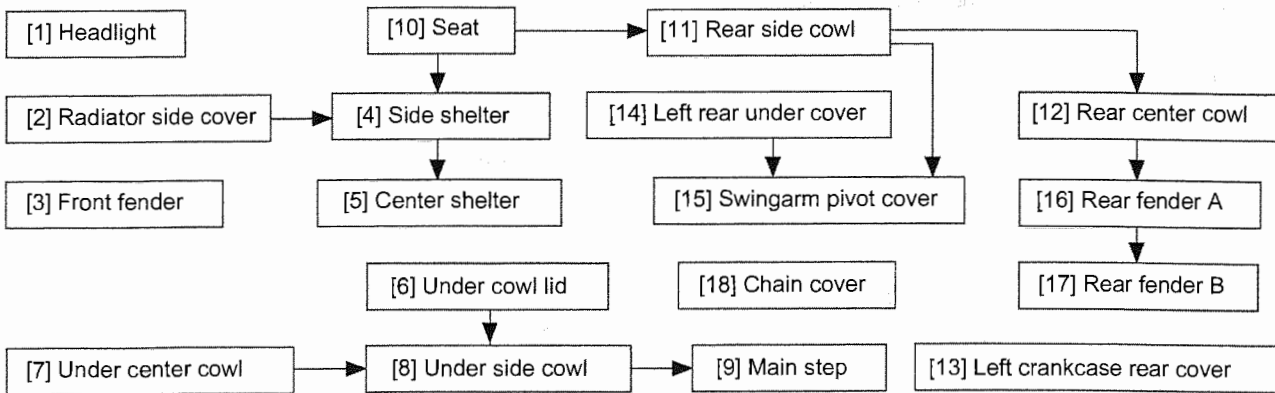 [1] Headlight
[10] Seat
[11] Rear side cowl
[2] Radiator side cover
[4] Side shelter
[14] Left rear under cover
[12] Rear center cowl
[3] Front fender
[5] Center shelter
[15] Swingarm pivot cover
[16] Rear fender A
[6] Under cowl lid
[18] Chain cover
[17] Rear fender B
[7] Under center cowl
[8] Under side cowl
[9] Main step
[13] Left crankcase rear cover